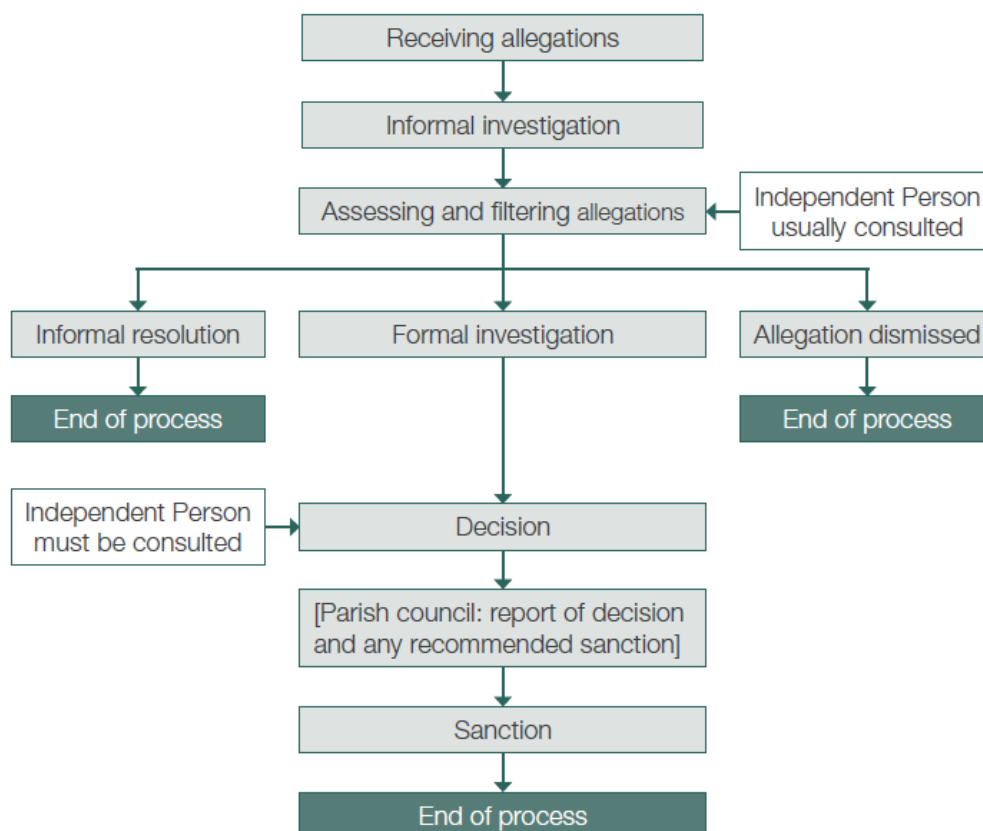 Receiving allegations
Informal investigation
Assessing and filtering allegations
Independent Person
usually consulted
Informal resolution
Formal investigation
Allegation dismissed
End of process
End of process
Independent Person
must be consulted
Decision
[Parish council: report of decision
and any recommended sanction]
Sanction
End of process